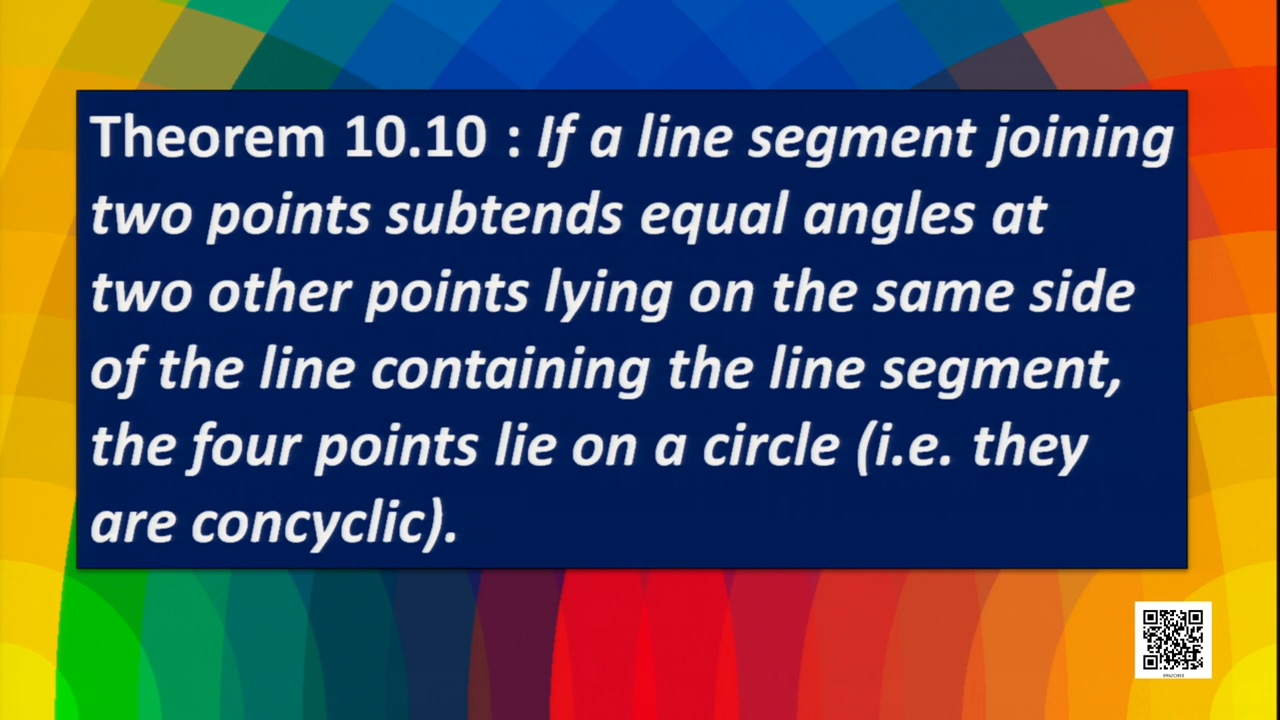 Theorem 10.10 : If a line segment joining
two points subtends equal angles at
two other points lying on the same side
of the line containing the line segment,
the four points lie on a circle (i.e. they
are concyclic).